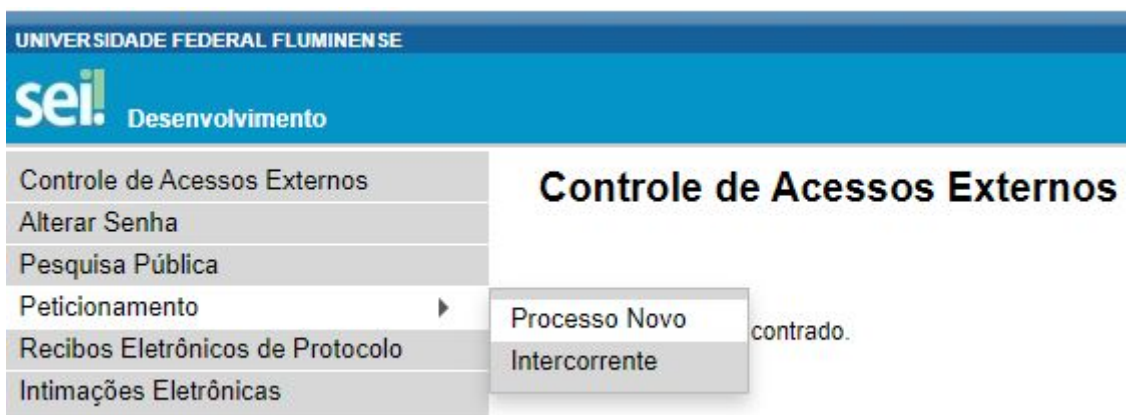 UNIVERSIDADE FEDERAL FLUMINENSE
sei!
Desenvolvimento
Controle de Acessos Externos
Alterar Senha
Pesquisa Pública
Peticionamento
Recibos Eletrônicos de Protocolo
Intimações Eletrônicas
Controle de Acessos Externos
Processo Novo
Intercorrente
contrado.